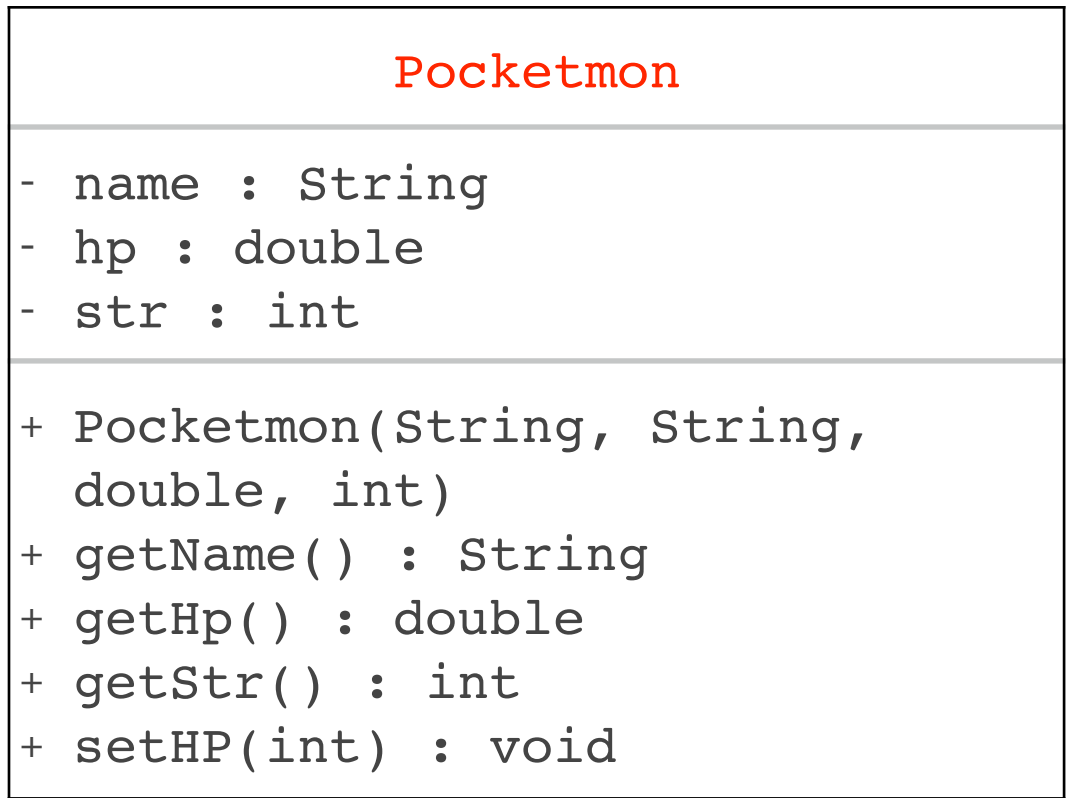 Pocketmon
- name : String
- hp : double
- str : int
+ Pocketmon(String, String,
double, int)
+ getName() : String
+ getHp() : double
+ getStr() : int
+ setHP(int) : void